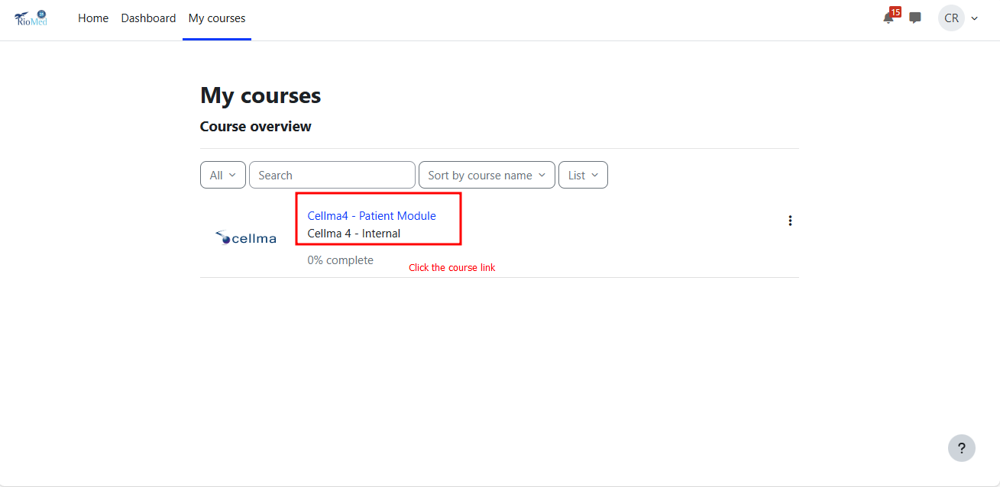 RioMed
Home Dashboard My courses
15
CR
My courses
Course overview
All Search Sort by course name List
Cellma4 - Patient Module
Cellma 4 - Internal
cellma
0% complete
Click the course link
?